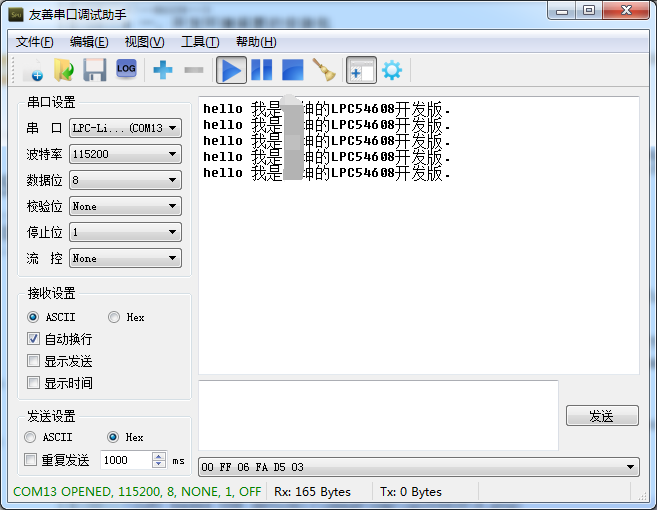 友善串口调试助手
文件(F) 编辑(E) 视图(V) 工具(T) 帮助(H)
LOG
串口设置
串 口 LPC-Li...(COM13
波特率 115200
数据位 8
校验位 None
停止位 1
流 控 None
接收设置
ASCII Hex
自动换行
显示发送
显示时间
发送设置
ASCII Hex
重复发送 1000 ms
hello 我是 坤的LPC54608开发版.
hello 我是 坤的LPC54608开发版.
hello 我是 坤的LPC54608开发版.
hello 我是 坤的LPC54608开发版.
hello 我是 坤的LPC54608开发版.
发送
00 FF 06 FA D5 03
COM13 OPENED, 115200, 8, NONE, 1, OFF Rx: 165 Bytes Tx: 0 Bytes